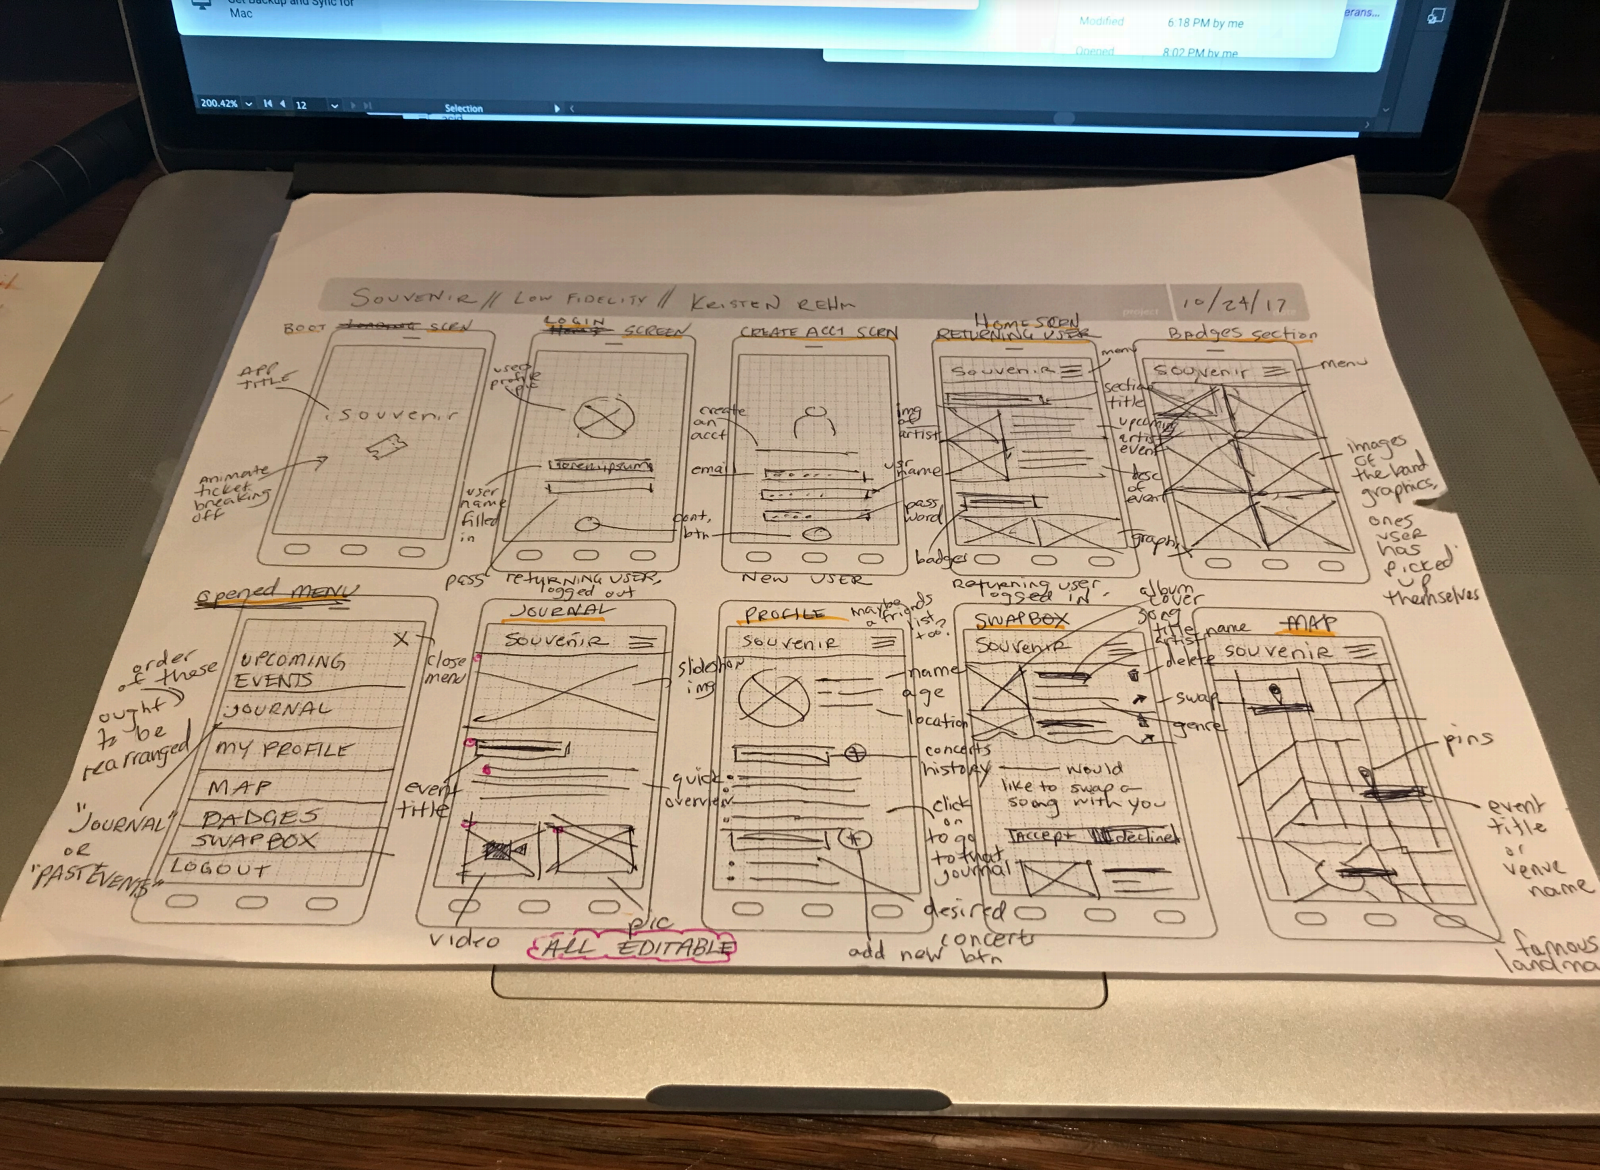 Get Backup and Sync for
Mac
Modified 6:18 PM by me
Opened 8:02 PM by me
erans...
200.42% 12 Selection
SOUVENIR // LOW FIDELITY // KRISTEN REHM
project
10/24/17
BOOT SCRN
LOGIN
SCREEN
CREATE ACCT SCRN
HOMESCRN
RETURNING USER
Badges section
APP
TITLE
souvenir
Animate
ticket
breaking
off
users
profile
pic
loremipsum
user
name
filled
in
pass
cont.
btn
returning user,
logged out
create
an
acct
email
usr
name
pass
word
NEW USER
menu
souvenir
section
title
img
of
artist
upcoming
artist
event
desc
of
event
badges
graphic
Returning user
logged in.
souvenir
menu
images
of
the band
graphics,
ones
user
has
picked
up
themselves
opened MENU
X
close
menu
UPCOMING
EVENTS
JOURNAL
MY PROFILE
MAP
BADGES
SWAPBOX
LOGOUT
order
of these
ought
to be
rearranged
"JOURNAL"
OR
"PAST EVENTS"
JOURNAL
SOUVENIR
slideshow
img
event
title
quick
overview
video
pic
ALL EDITABLE
PROFILE
maybe
a friends
list?
too.
SOUVENIR
name
age
location
concerts
history
click
on
to go
to that
journal
desired
concerts
add new btn
SWAPBOX
SOUVENIR
album
cover
song
title
artist name
delete
swap
genre
would
like to swap a
song with you
Accept decline
MAP
souvenir
pins
event
title
or
venue
name
famous